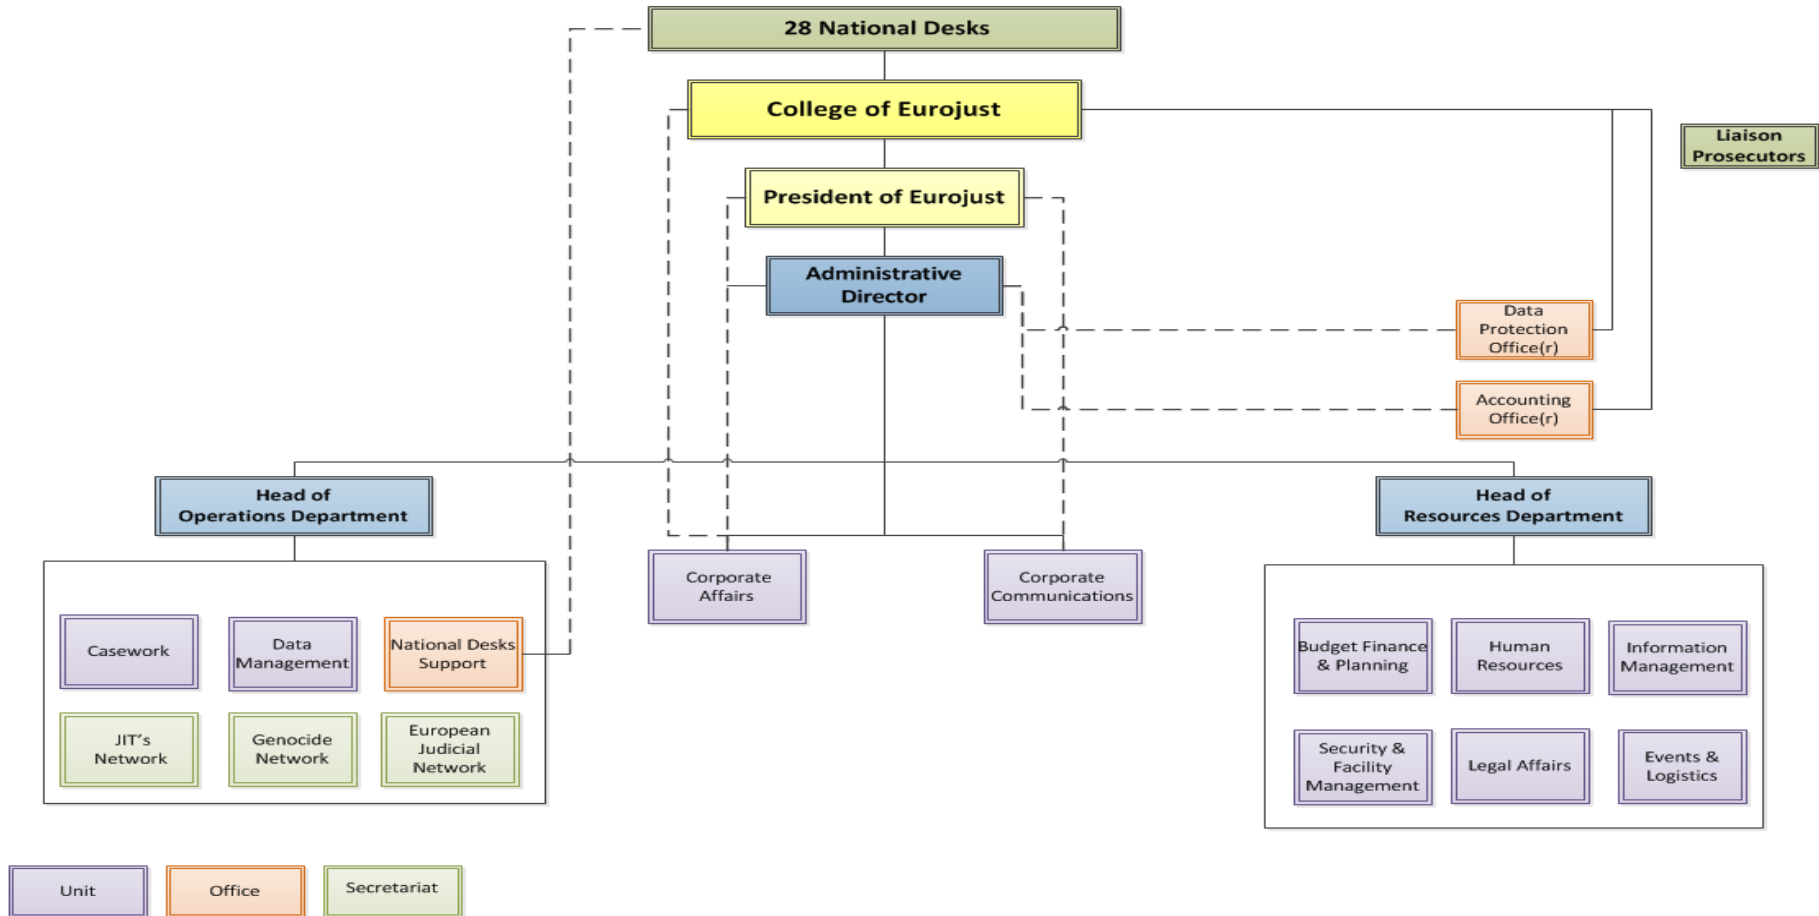 28 National Desks
College of Eurojust
Liaison
Prosecutors
President of Eurojust
Administrative
Director
Data
Protection
Office(r)
Accounting
Office(r)
Head of
Operations Department
Head of
Resources Department
Corporate
Affairs
Corporate
Communications
Casework
Data
Management
National Desks
Support
JIT's
Network
Genocide
Network
European
Judicial
Network
Budget Finance
& Planning
Human
Resources
Information
Management
Security &
Facility
Management
Legal Affairs
Events &
Logistics
Unit
Office
Secretariat